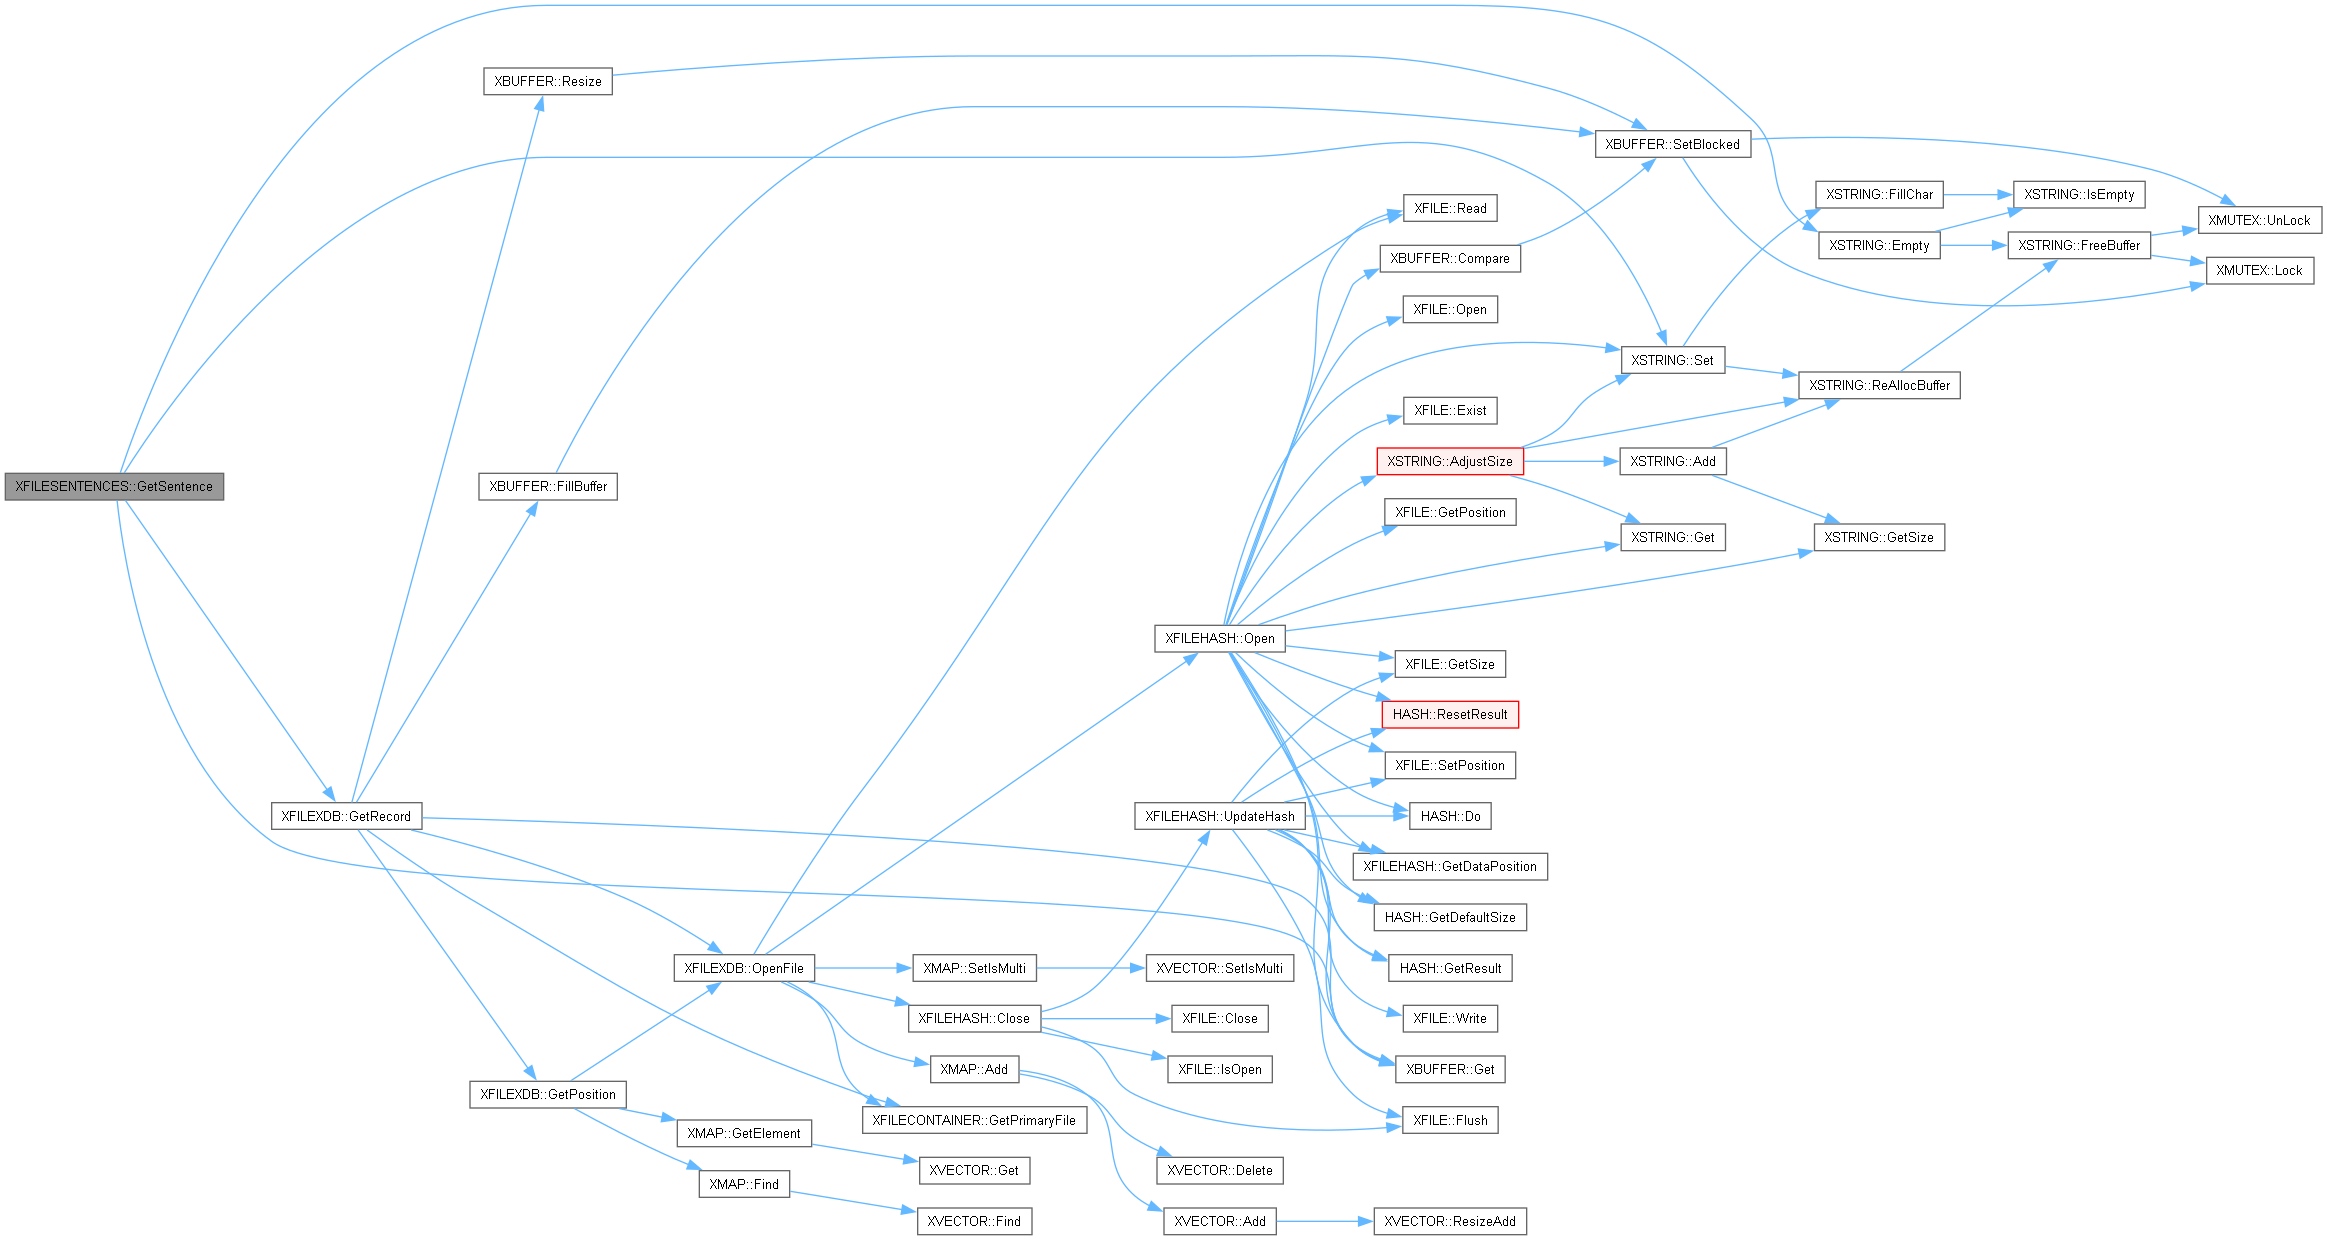 XFILESENTENCES::GetSentence
XFILEXDB::GetRecord
XBUFFER::Resize
XBUFFER::FillBuffer
XFILEXDB::GetPosition
XFILEXDB::OpenFile
XMAP::GetElement
XMAP::Find
XMAP::SetIsMulti
XFILEHASH::Close
XMAP::Add
XFILECONTAINER::GetPrimaryFile
XVECTOR::Get
XVECTOR::Find
XFILEHASH::Open
XFILEHASH::UpdateHash
XVECTOR::SetIsMulti
XFILE::Close
XFILE::IsOpen
XVECTOR::Delete
XVECTOR::Add
XFILE::Read
XBUFFER::Compare
XFILE::Open
XFILE::Exist
XSTRING::AdjustSize
XFILE::GetPosition
XFILE::GetSize
HASH::ResetResult
XFILE::SetPosition
HASH::Do
XFILEHASH::GetDataPosition
HASH::GetDefaultSize
HASH::GetResult
XFILE::Write
XBUFFER::Get
XFILE::Flush
XVECTOR::ResizeAdd
XBUFFER::SetBlocked
XSTRING::Set
XSTRING::Add
XSTRING::Get
XSTRING::FillChar
XSTRING::Empty
XSTRING::ReAllocBuffer
XSTRING::GetSize
XSTRING::IsEmpty
XSTRING::FreeBuffer
XMUTEX::UnLock
XMUTEX::Lock